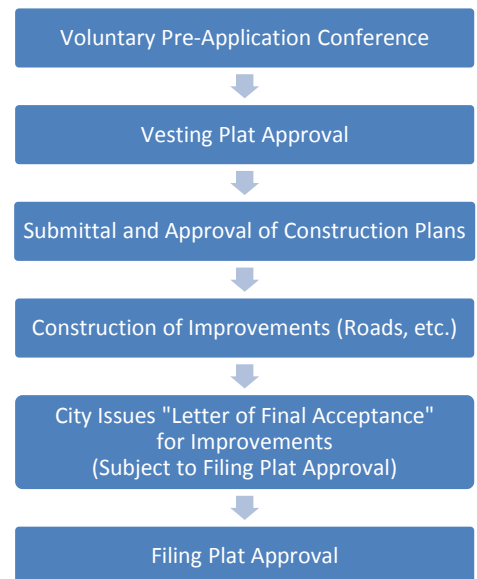 Voluntary Pre-Application Conference
Vesting Plat Approval
Submittal and Approval of Construction Plans
Construction of Improvements (Roads, etc.)
City Issues "Letter of Final Acceptance"
for Improvements
(Subject to Filing Plat Approval)
Filing Plat Approval